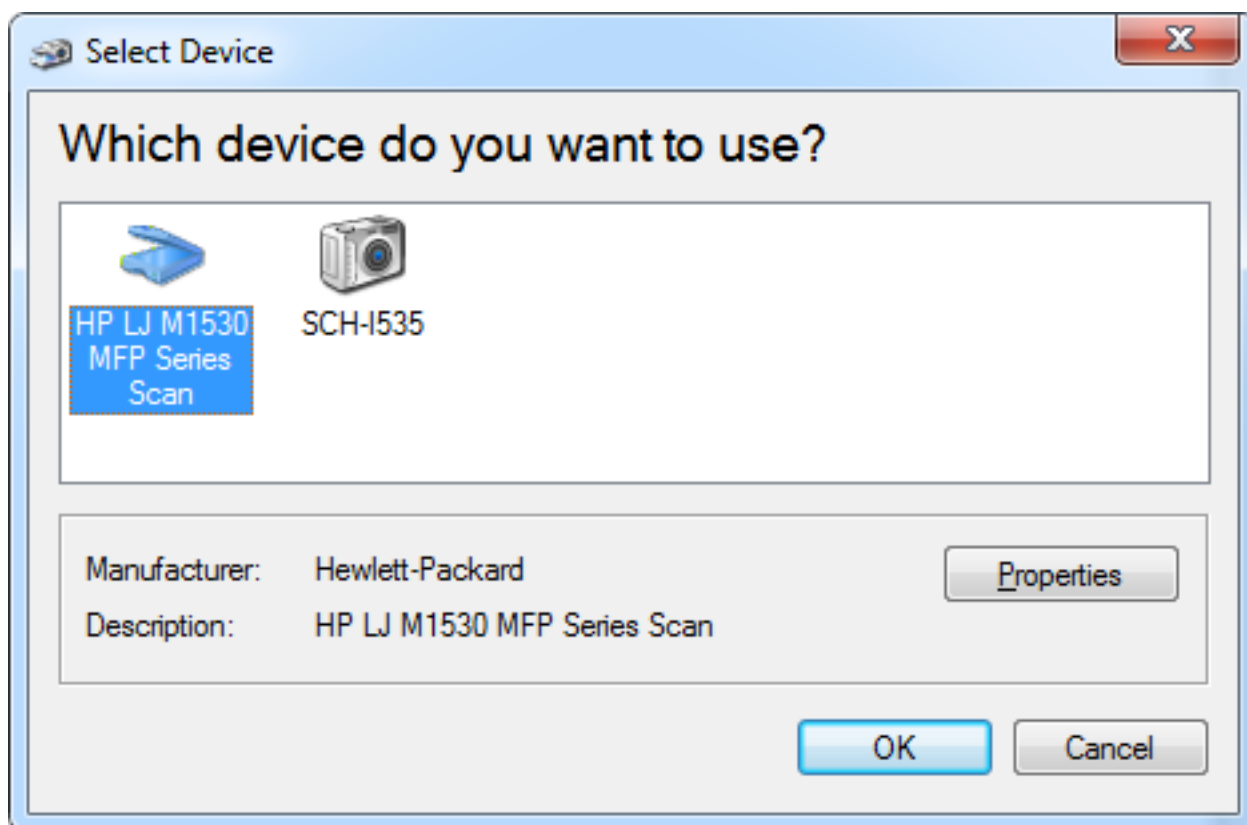 Select Device
Which device do you want to use?
HP LJ M1530
MFP Series
Scan
SCH-I535
Manufacturer: Hewlett-Packard
Properties
Description: HP LJ M1530 MFP Series Scan
OK
Cancel